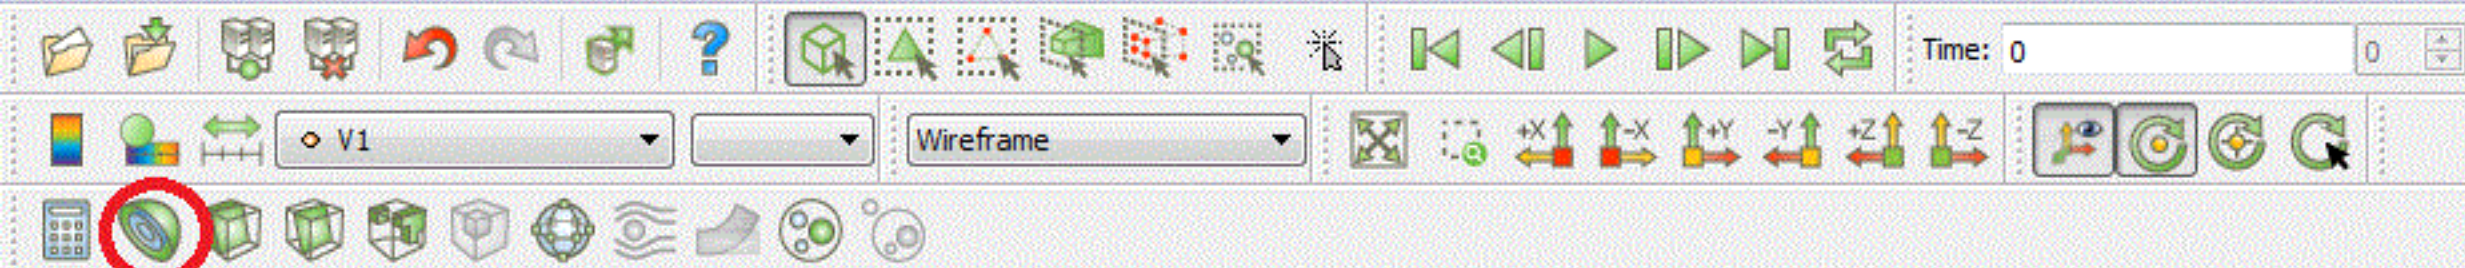 Time: 0 0
V1 Wireframe +X -X +Y -Y +Z -Z